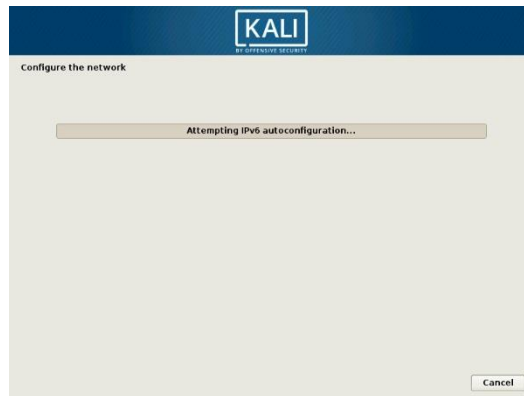 KALI
BY OFFENSIVE SECURITY
Configure the network
Attempting IPv6 autoconfiguration...
Cancel